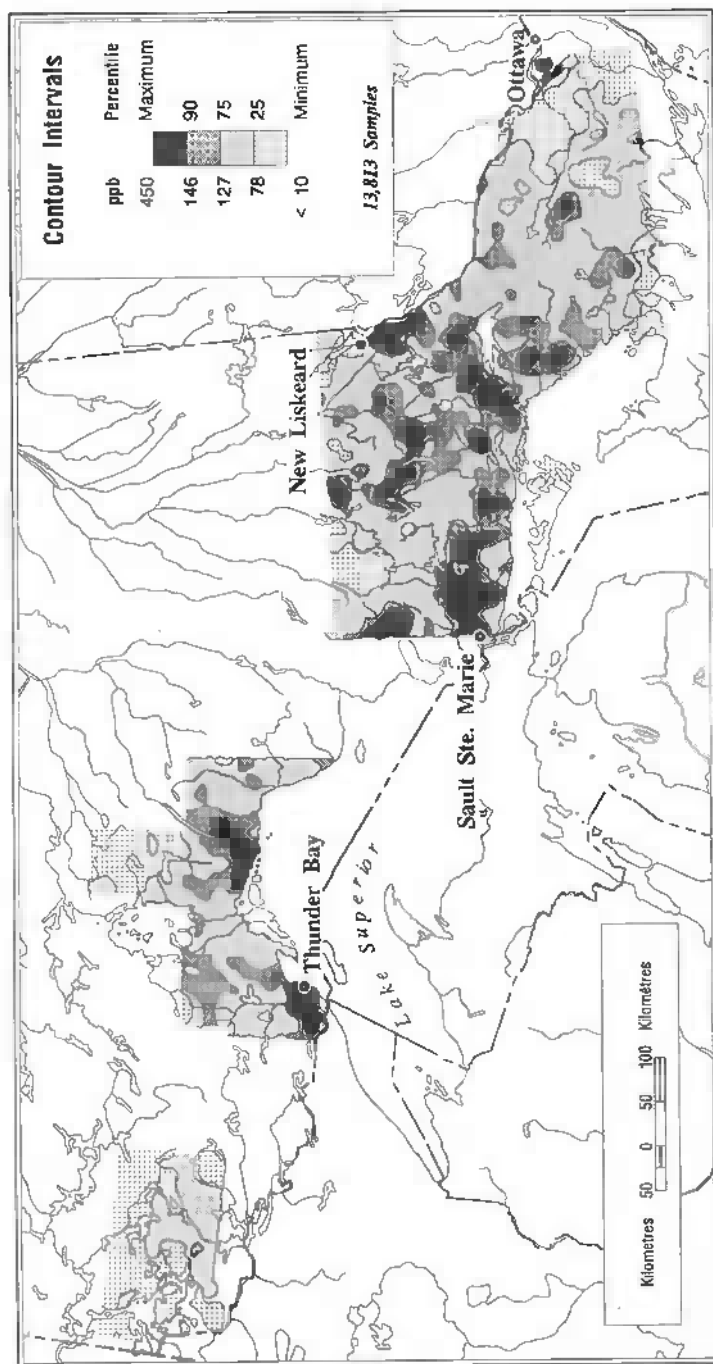 Contour Intervals
ppb Percentile
450 Maximum
146 90
127 75
78 25
< 10 Minimum
13,813 Samples
Ottawa
New Liskeard
Sault Ste. Marie
Thunder Bay
Lake Superior
Kilometres 50 0 50 100 Kilomètres